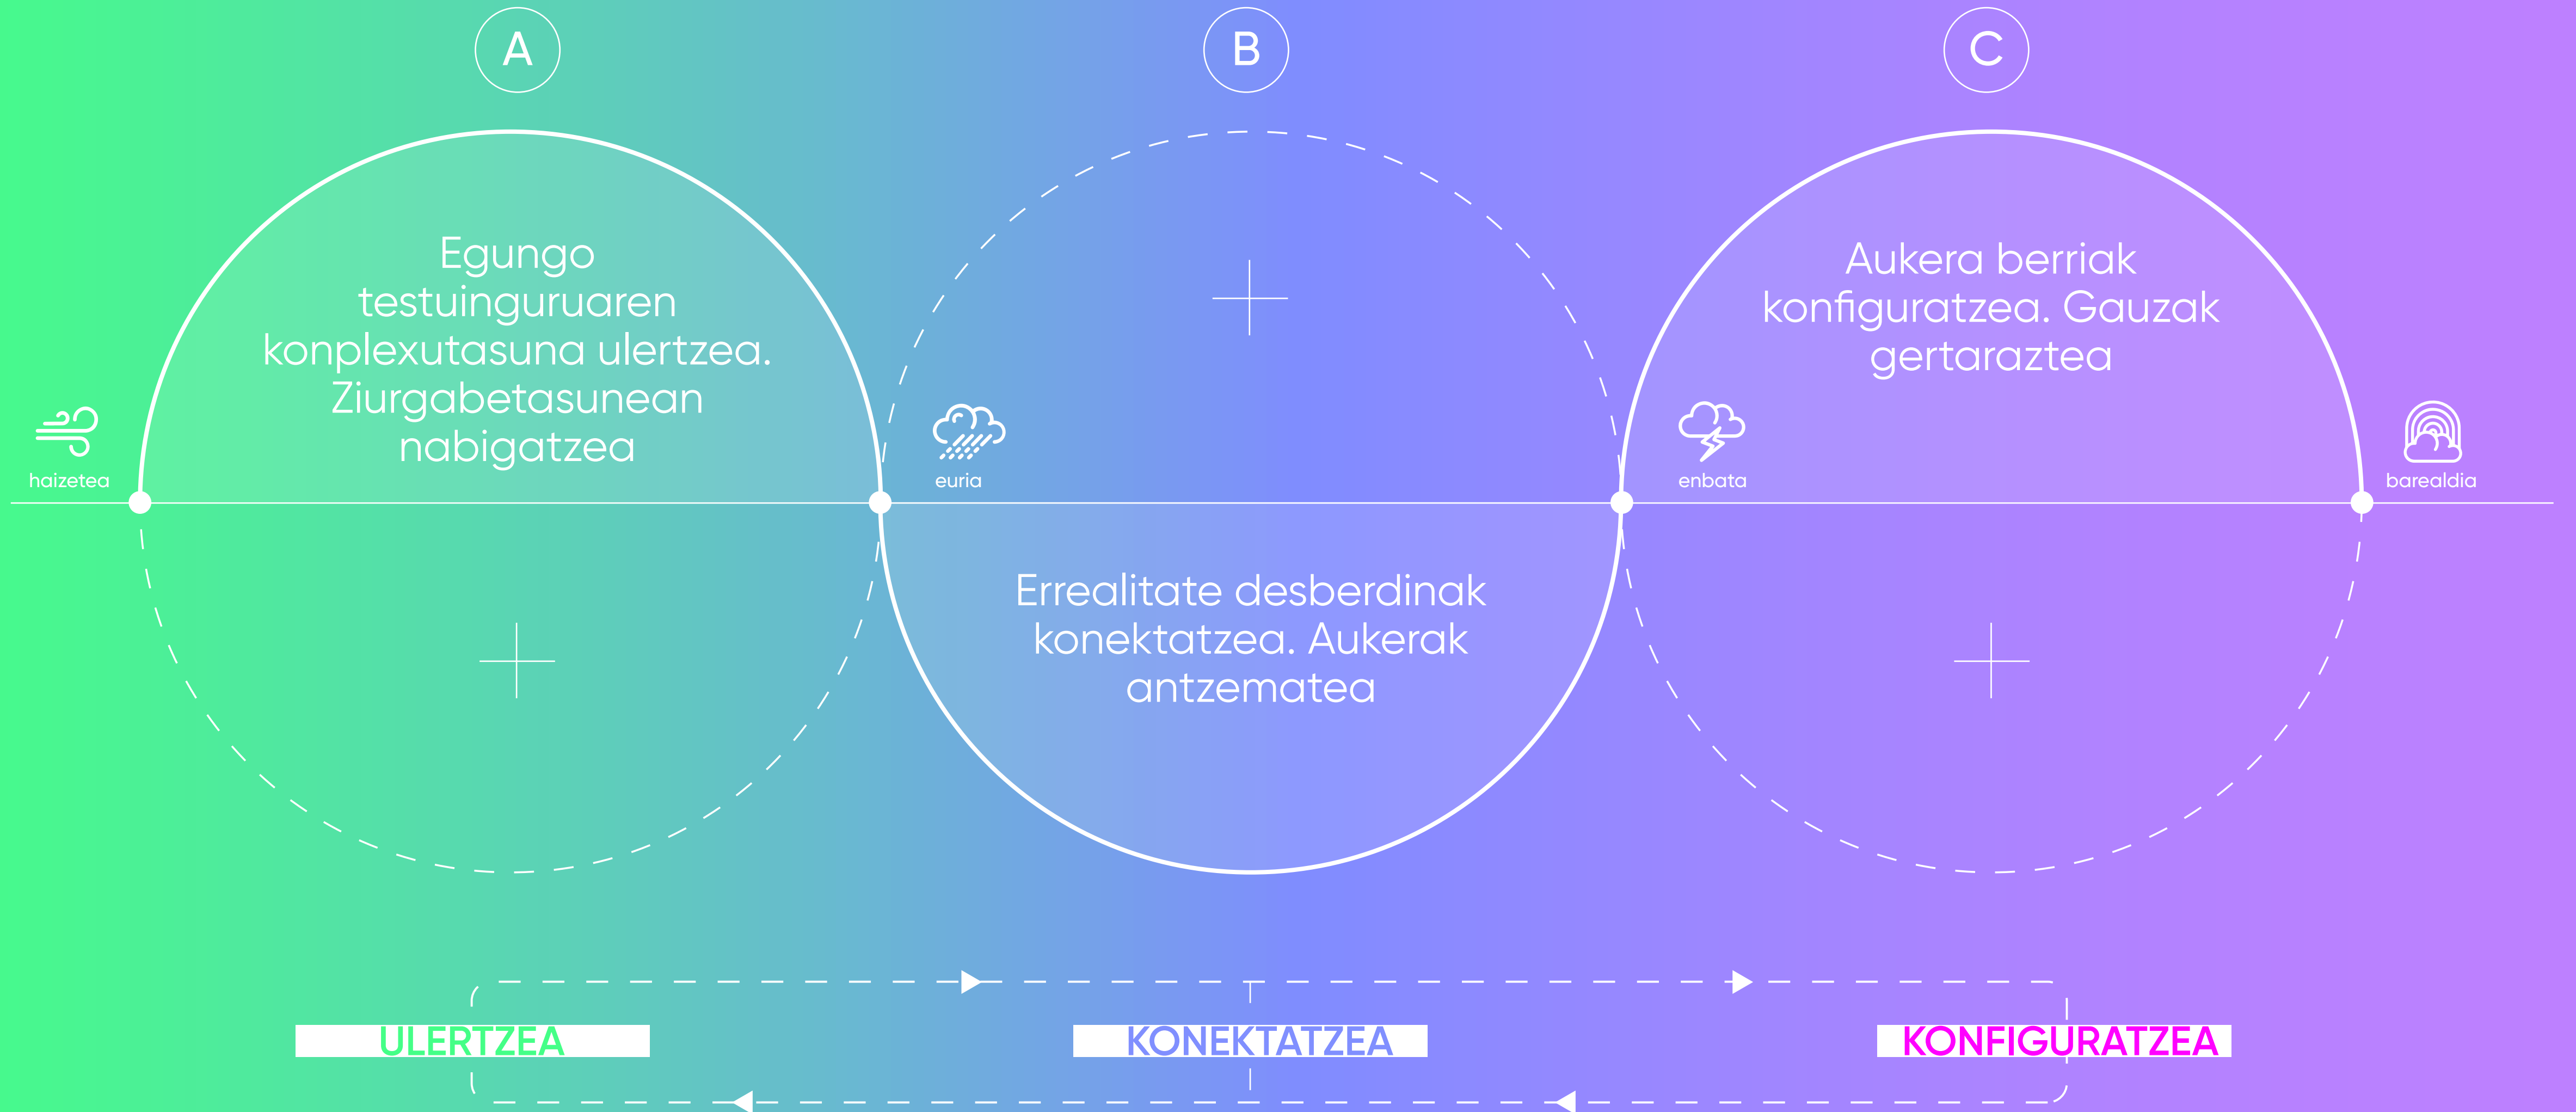 A
B
C
Egungo
testuinguruaren
konplexutasuna ulertzea.
Ziurgabetasunean
nabigatzea
Aukera berriak
konfiguratzea. Gauzak
gertaraztea
haizetea
euria
enbata
barealdia
Errealitate desberdinak
konektatzea. Aukerak
antzematea
ULERTZEA
KONEKTATZEA
KONFIGURATZEA